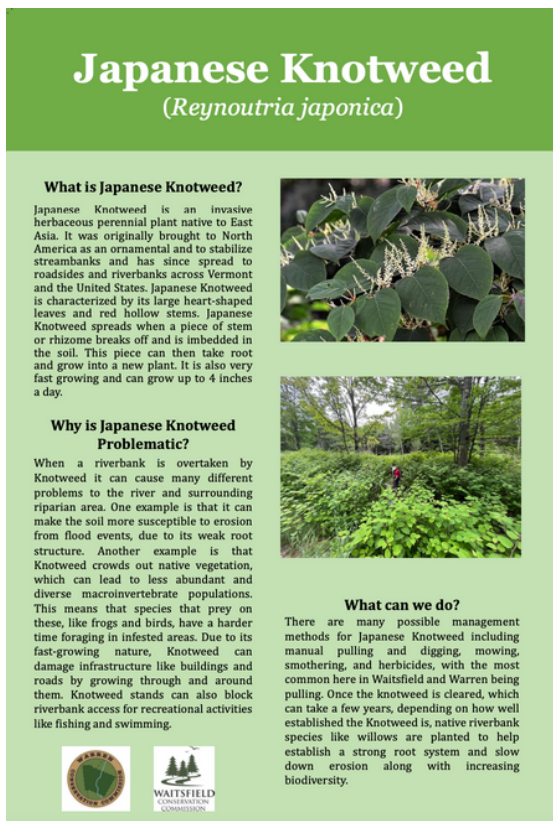 Japanese Knotweed
(Reynoutria japonica)
What is Japanese Knotweed?
Japanese Knotweed is an invasive
herbaceous perennial plant native to East
Asia. It was originally brought to North
America as an ornamental and to stabilize
streambanks and has since spread to
roadsides and riverbanks across Vermont
and the United States. Japanese Knotweed
is characterized by its large heart-shaped
leaves and red hollow stems. Japanese
Knotweed spreads when a piece of stem
or rhizome breaks off and is imbedded in
the soil. This piece can then take root
and grow into a new plant. It is also very
fast growing and can grow up to 4 inches
a day.
Why is Japanese Knotweed
Problematic?
When a riverbank is overtaken by
Knotweed it can cause many different
problems to the river and surrounding
riparian area. One example is that it can
make the soil more susceptible to erosion
from flood events, due to its weak root
structure. Another example is that
Knotweed crowds out native vegetation,
which can lead to less abundant and
diverse macroinvertebrate populations.
This means that species that prey on
these, like frogs and birds, have a harder
time foraging in infested areas. Due to its
fast-growing nature, Knotweed can
damage infrastructure like buildings and
roads by growing through and around
them. Knotweed stands can also block
riverbank access for recreational activities
like fishing and swimming.
What can we do?
There are many possible management
methods for Japanese Knotweed including
manual pulling and digging, mowing,
smothering, and herbicides, with the most
common here in Waitsfield and Warren being
pulling. Once the knotweed is cleared, which
can take a few years, depending on how well
established the Knotweed is, native riverbank
species like willows are planted to help
establish a strong root system and slow
down erosion along with increasing
biodiversity.
WARREN
CONSERVATION COMMISSION
WAITSFIELD
CONSERVATION
COMMISSION